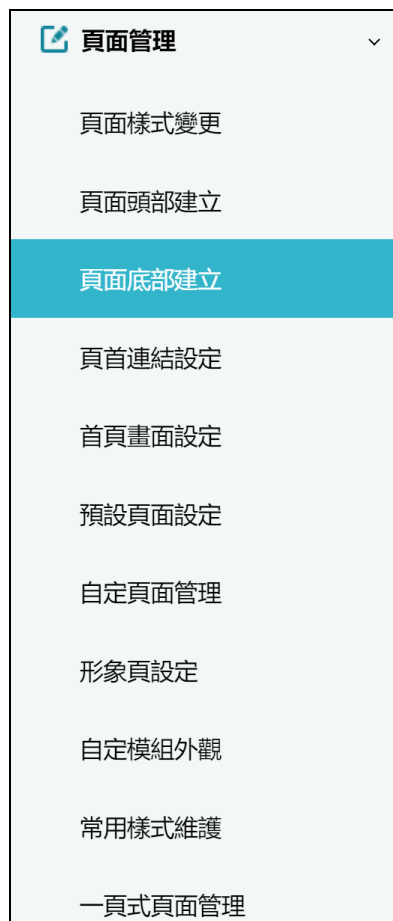 頁面管理
頁面樣式變更
頁面頭部建立
頁面底部建立
頁首連結設定
首頁畫面設定
預設頁面設定
自定頁面管理
形象頁設定
自定模組外觀
常用樣式維護
一頁式頁面管理